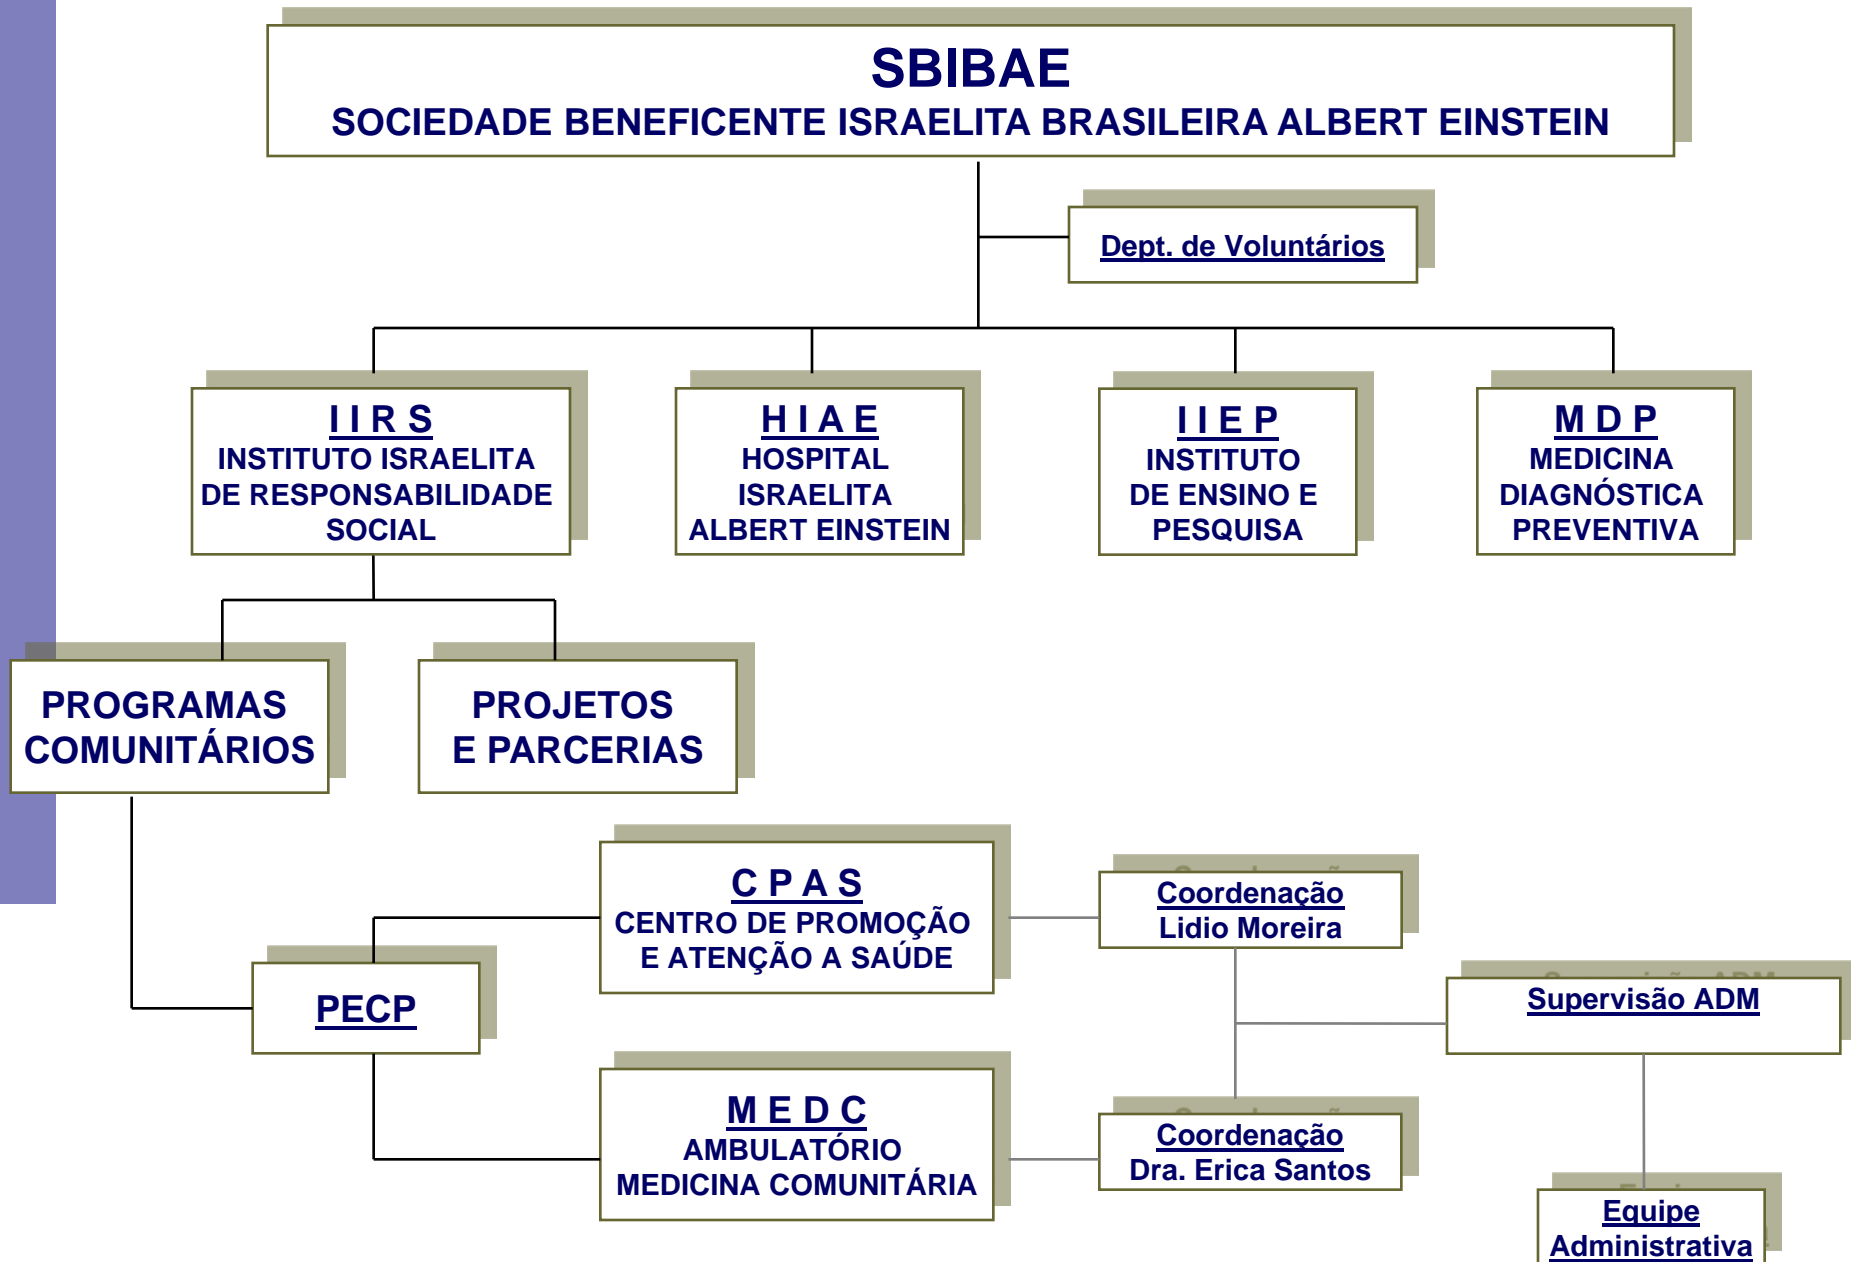 SBIBAE
SOCIEDADE BENEFICENTE ISRAELITA BRASILEIRA ALBERT EINSTEIN
Dept. de Voluntários
I I R S
INSTITUTO ISRAELITA
DE RESPONSABILIDADE
SOCIAL
H I A E
HOSPITAL
ISRAELITA
ALBERT EINSTEIN
I I E P
INSTITUTO
DE ENSINO E
PESQUISA
M D P
MEDICINA
DIAGNÓSTICA
PREVENTIVA
PROGRAMAS
COMUNITÁRIOS
PROJETOS
E PARCERIAS
PECP
C P A S
CENTRO DE PROMOÇÃO
E ATENÇÃO A SAÚDE
Coordenação
Lidio Moreira
Supervisão ADM
M E D C
AMBULATÓRIO
MEDICINA COMUNITÁRIA
Coordenação
Dra. Erica Santos
Equipe
Administrativa